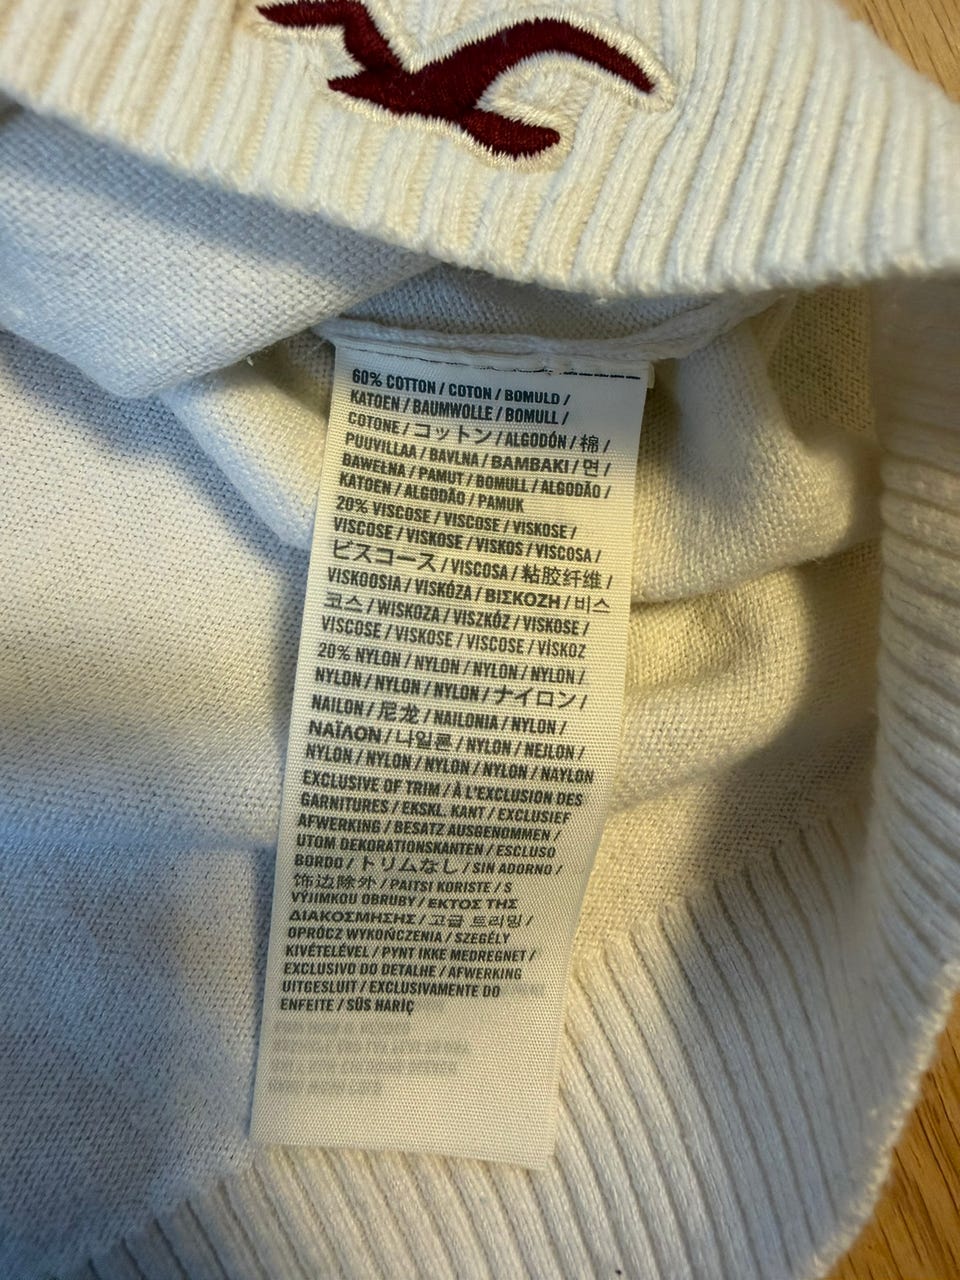 60% COTTON / COTON / BOMULD /
KATOEN / BAUMWOLLE / BOMULL /
COTONE / コットン / ALGODÓN / 棉 /
PUUVILLAA / BAVLNA / BAMBAKI / 면 /
BAWEŁNA / PAMUT / BOMULL / ALGODÃO /
KATOEN / ALGODÃO / PAMUK
20% VISCOSE / VISCOSE / VISKOSE /
VISCOSE / VISKOSE / VISKOS / VISCOSA /
ビスコース / VISCOSA / 粘胶纤维 /
VISKOOSIA / VISKÓZA / ΒΙΣΚΟΖΗ / 비스
코스 / WISKOZA / VISZKÓZ / VISKOSE /
VISCOSE / VISKOSE / VISCOSE / VİSKOZ
20% NYLON / NYLON / NYLON / NYLON /
NYLON / NYLON / NYLON / ナイロン /
NAILON / 尼龙 / NAILONIA / NYLON /
ΝΑΪΛΟΝ / 나일론 / NYLON / NEJLON /
NYLON / NYLON / NYLON / NYLON / NAYLON
EXCLUSIVE OF TRIM / À L'EXCLUSION DES
GARNITURES / EKSKL. KANT / EXCLUSIEF
AFWERKING / BESATZ AUSGENOMMEN /
UTOM DEKORATIONSKANTEN / ESCLUSO
BORDO / トリムなし / SIN ADORNO /
饰边除外 / PAITSI KORISTE / S
VÝJIMKOU OBRUBY / ΕΚΤΟΣ ΤΗΣ
ΔΙΑΚΟΣΜΗΣΗΣ / 고급 트리밍 /
OPRÓCZ WYKOŃCZENIA / SZEGÉLY
KIVÉTELÉVEL / PYNT IKKE MEDREGNET /
EXCLUSIVO DO DETALHE / AFWERKING
UITGESLUIT / EXCLUSIVAMENTE DO
ENFEITE / SÜS HARİÇ